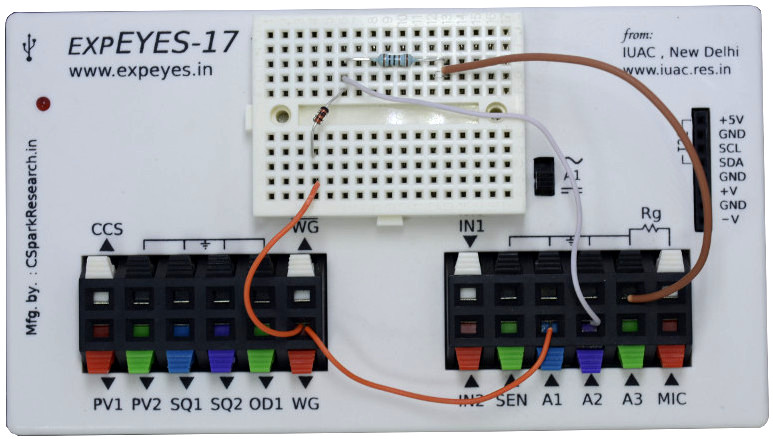 EXPEYES-17
www.expeyes.in
from:
IUAC , New Delhi
www.iuac.res.in
Mfg. by. : CSparkResearch.in
A1
+5V
GND
SCL
SDA
GND
+V
GND
−V
CCS
WG
IN1
Rg
PV1 PV2 SQ1 SQ2 OD1 WG
IN2 SEN A1 A2 A3 MIC